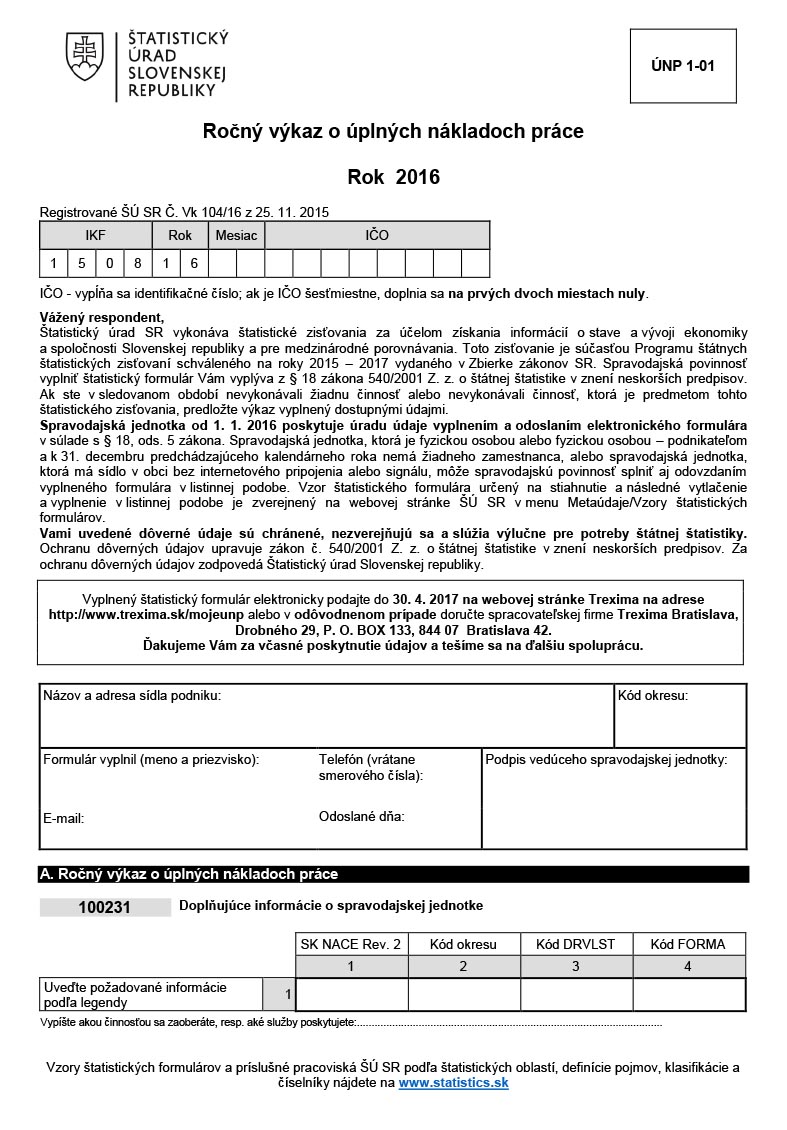 ŠTATISTICKÝ
ÚRAD
SLOVENSKEJ
REPUBLIKY
ÚNP 1-01
Ročný výkaz o úplných nákladoch práce
Rok 2016
Registrované ŠÚ SR Č. Vk 104/16 z 25. 11. 2015
IKF Rok Mesiac IČO
1 5 0 8 1 6
IČO - vypĺňa sa identifikačné číslo; ak je IČO šesťmiestne, doplnia sa na prvých dvoch miestach nuly.
Vážený respondent,
Štatistický úrad SR vykonáva štatistické zisťovania za účelom získania informácií o stave a vývoji ekonomiky
a spoločnosti Slovenskej republiky a pre medzinárodné porovnávania. Toto zisťovanie je súčasťou Programu štátnych
štatistických zisťovaní schváleného na roky 2015 – 2017 vydaného v Zbierke zákonov SR. Spravodajská povinnosť
vyplniť štatistický formulár Vám vyplýva z § 18 zákona 540/2001 Z. z. o štátnej štatistike v znení neskorších predpisov.
Ak ste v sledovanom období nevykonávali žiadnu činnosť alebo nevykonávali činnosť, ktorá je predmetom tohto
štatistického zisťovania, predložte výkaz vyplnený dostupnými údajmi.
Spravodajská jednotka od 1. 1. 2016 poskytuje úradu údaje vyplnením a odoslaním elektronického formulára
v súlade s § 18, ods. 5 zákona. Spravodajská jednotka, ktorá je fyzickou osobou alebo fyzickou osobou – podnikateľom
a k 31. decembru predchádzajúceho kalendárneho roka nemá žiadneho zamestnanca, alebo spravodajská jednotka,
ktorá má sídlo v obci bez internetového pripojenia alebo signálu, môže spravodajskú povinnosť splniť aj odovzdaním
vyplneného formulára v listinnej podobe. Vzor štatistického formulára určený na stiahnutie a následné vytlačenie
a vyplnenie v listinnej podobe je zverejnený na webovej stránke ŠÚ SR v menu Metaúdaje/Vzory štatistických
formulárov.
Vami uvedené dôverné údaje sú chránené, nezverejňujú sa a slúžia výlučne pre potreby štátnej štatistiky.
Ochranu dôverných údajov upravuje zákon č. 540/2001 Z. z. o štátnej štatistike v znení neskorších predpisov. Za
ochranu dôverných údajov zodpovedá Štatistický úrad Slovenskej republiky.
Vyplnený štatistický formulár elektronicky podajte do 30. 4. 2017 na webovej stránke Trexima na adrese
http://www.trexima.sk/mojeunp alebo v odôvodnenom prípade doručte spracovateľskej firme Trexima Bratislava,
Drobného 29, P. O. BOX 133, 844 07 Bratislava 42.
Ďakujeme Vám za včasné poskytnutie údajov a tešíme sa na ďalšiu spoluprácu.
Názov a adresa sídla podniku: Kód okresu:
Formulár vyplnil (meno a priezvisko): Telefón (vrátane Podpis vedúceho spravodajskej jednotky:
smerového čísla):
E-mail: Odoslané dňa:
A. Ročný výkaz o úplných nákladoch práce
100231 Doplňujúce informácie o spravodajskej jednotke
SK NACE Rev. 2 Kód okresu Kód DRVLST Kód FORMA
1 2 3 4
Uveďte požadované informácie
podľa legendy 1
Vypíšte akou činnosťou sa zaoberáte, resp. aké služby poskytujete:....................................................................................................
Vzory štatistických formulárov a príslušné pracoviská ŠÚ SR podľa štatistických oblastí, definície pojmov, klasifikácie a
číselníky nájdete na www.statistics.sk